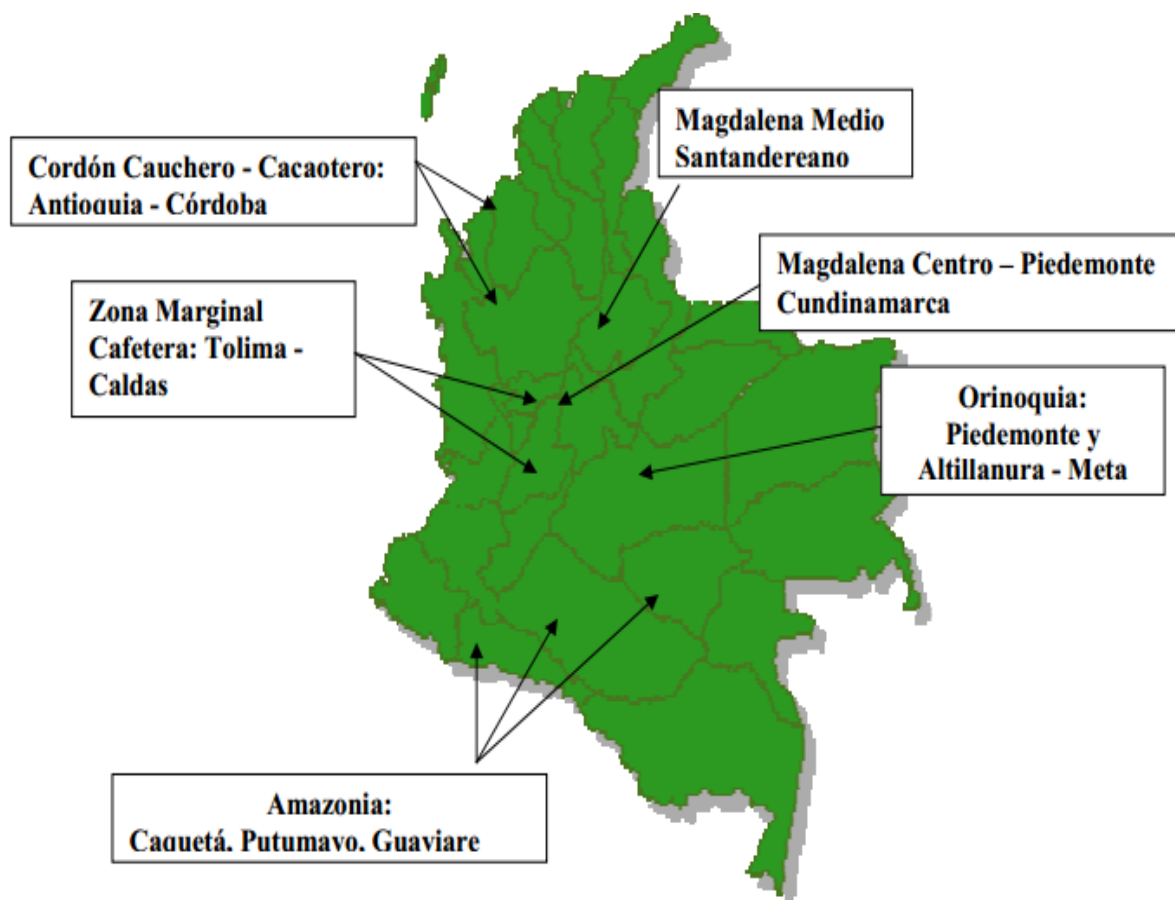 Magdalena Medio
Santandereano
Cordón Cauchero - Cacaotero:
Antioquia - Córdoba
Magdalena Centro – Piedemonte
Cundinamarca
Zona Marginal
Cafetera: Tolima -
Caldas
Orinoquia:
Piedemonte y
Altillanura - Meta
Amazonia:
Caquetá, Putumayo, Guaviare